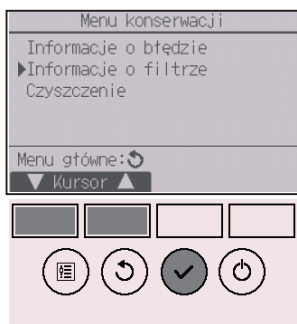 Menu konserwacji
Informacje o błędzie
▶Informacje o filtrze
Czyszczenie
Menu główne:↺
▼ Kursor ▲